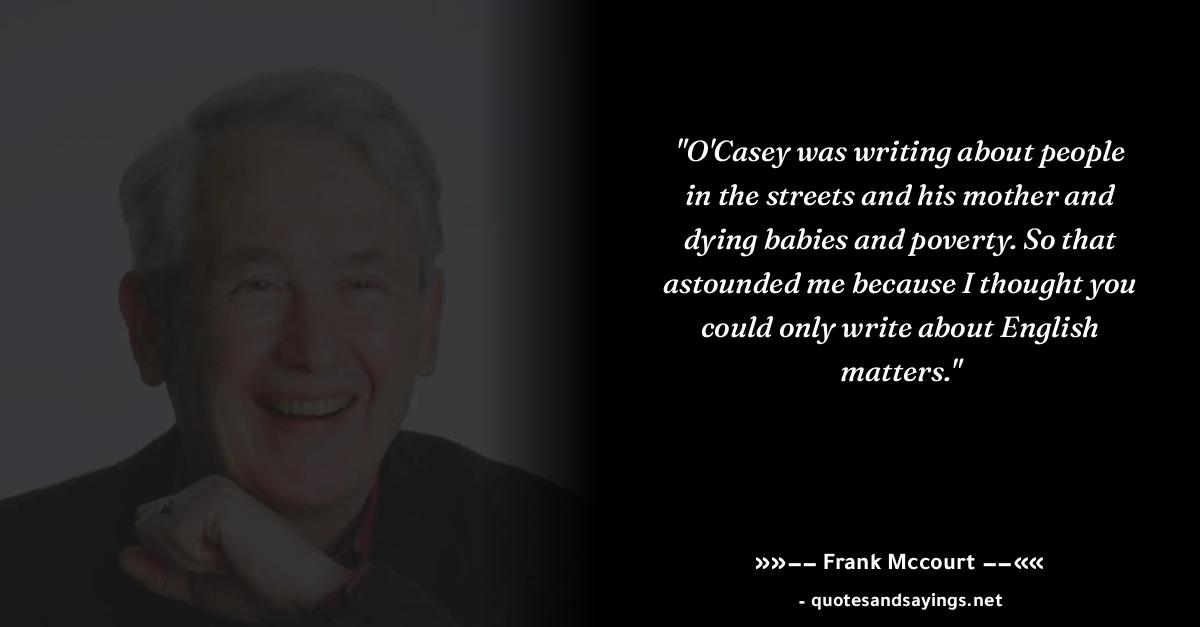 "O'Casey was writing about people
in the streets and his mother and
dying babies and poverty. So that
astounded me because I thought you
could only write about English
matters."
»»−− Frank Mccourt −−««
- quotesandsayings.net